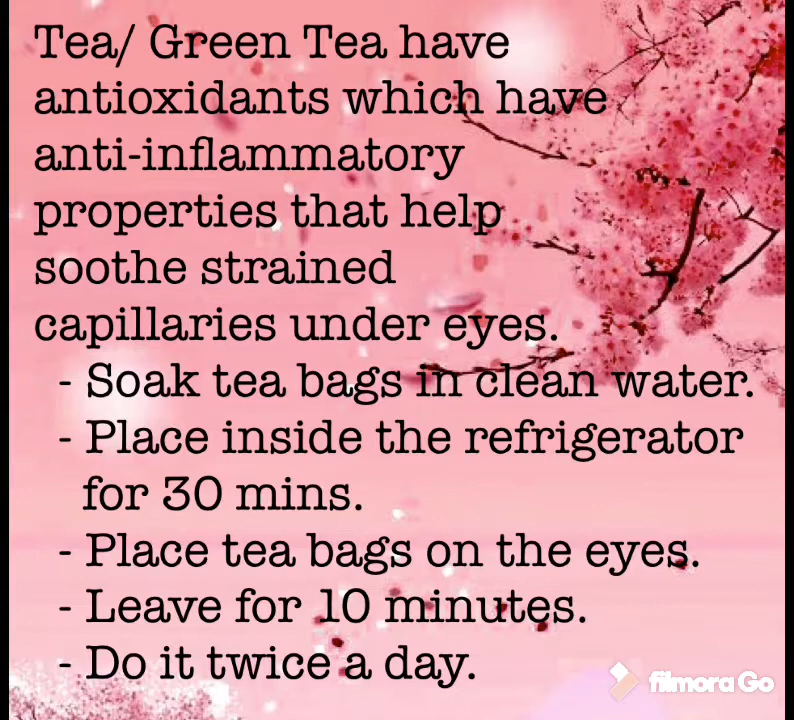 Tea/ Green Tea have
antioxidants which have
anti-inflammatory
properties that help
soothe strained
capillaries under eyes.
- Soak tea bags in clean water.
- Place inside the refrigerator
for 30 mins.
- Place tea bags on the eyes.
- Leave for 10 minutes.
- Do it twice a day.
filmora Go